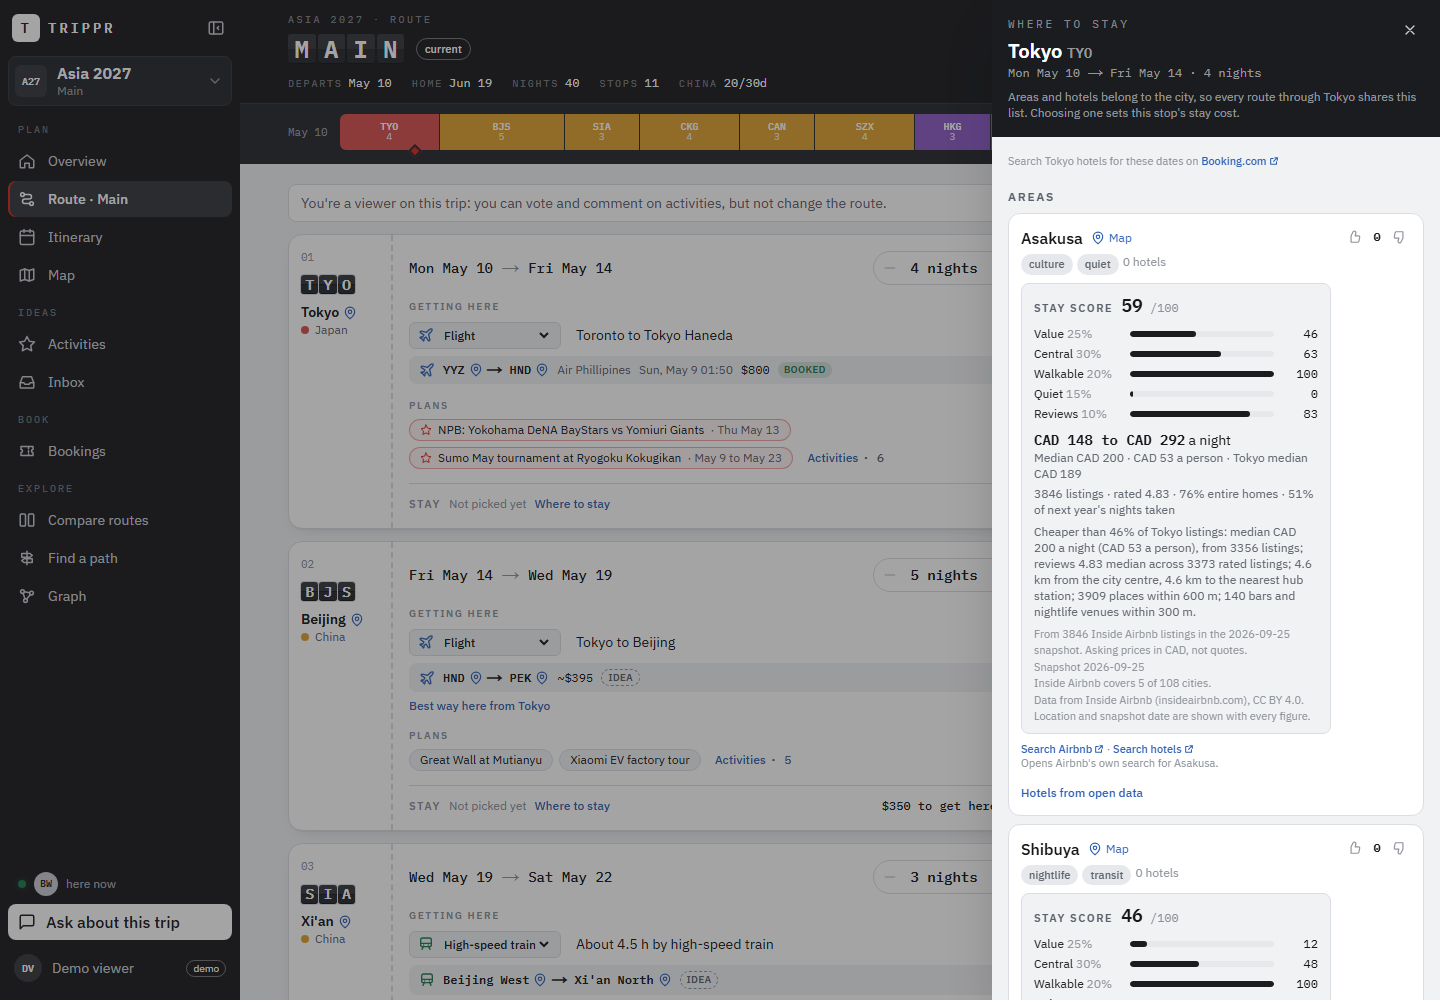 TRIPPR
A27
Asia 2027
Main
PLAN
Overview
Route · Main
Itinerary
Map
IDEAS
Activities
Inbox
BOOK
Bookings
EXPLORE
Compare routes
Find a path
Graph
BW
here now
Ask about this trip
DV
Demo viewer
demo
ASIA 2027 · ROUTE
MAIN
current
DEPARTS May 10 HOME Jun 19 NIGHTS 40 STOPS 11 CHINA 20/30d
May 10
TYO 4
BJS 5
SIA 3
CKG 4
CAN 3
SZX 4
HKG 3
You're a viewer on this trip: you can vote and comment on activities, but not change the route.
01
TYO
Tokyo
Japan
Mon May 10 → Fri May 14
− 4 nights
GETTING HERE
Flight
Toronto to Tokyo Haneda
YYZ → HND Air Phillipines Sun, May 9 01:50 $800 BOOKED
PLANS
NPB: Yokohama DeNA BayStars vs Yomiuri Giants · Thu May 13
Sumo May tournament at Ryogoku Kokugikan · May 9 to May 23
Activities · 6
STAY Not picked yet Where to stay
02
BJS
Beijing
China
Fri May 14 → Wed May 19
− 5 nights
GETTING HERE
Flight
Tokyo to Beijing
HND → PEK ~$395 IDEA
Best way here from Tokyo
PLANS
Great Wall at Mutianyu
Xiaomi EV factory tour
Activities · 5
STAY Not picked yet Where to stay
$350 to get here
03
SIA
Xi'an
China
Wed May 19 → Sat May 22
− 3 nights
GETTING HERE
High-speed train
About 4.5 h by high-speed train
Beijing West → Xi'an North IDEA
WHERE TO STAY
Tokyo TYO
Mon May 10 → Fri May 14 · 4 nights
Areas and hotels belong to the city, so every route through Tokyo shares this
list. Choosing one sets this stop's stay cost.
Search Tokyo hotels for these dates on Booking.com
AREAS
Asakusa
Map
0
culture
quiet
0 hotels
STAY SCORE 59 /100
Value 25% 46
Central 30% 63
Walkable 20% 100
Quiet 15% 0
Reviews 10% 83
CAD 148 to CAD 292 a night
Median CAD 200 · CAD 53 a person · Tokyo median
CAD 189
3846 listings · rated 4.83 · 76% entire homes · 51%
of next year's nights taken
Cheaper than 46% of Tokyo listings: median CAD
200 a night (CAD 53 a person), from 3356 listings;
reviews 4.83 median across 3373 rated listings; 4.6
km from the city centre, 4.6 km to the nearest hub
station; 3909 places within 600 m; 140 bars and
nightlife venues within 300 m.
From 3846 Inside Airbnb listings in the 2026-09-25
snapshot. Asking prices in CAD, not quotes.
Snapshot 2026-09-25
Inside Airbnb covers 5 of 108 cities.
Data from Inside Airbnb (insideairbnb.com), CC BY 4.0.
Location and snapshot date are shown with every figure.
Search Airbnb · Search hotels
Opens Airbnb's own search for Asakusa.
Hotels from open data
Shibuya
Map
0
nightlife
transit
0 hotels
STAY SCORE 46 /100
Value 25% 12
Central 30% 48
Walkable 20% 100